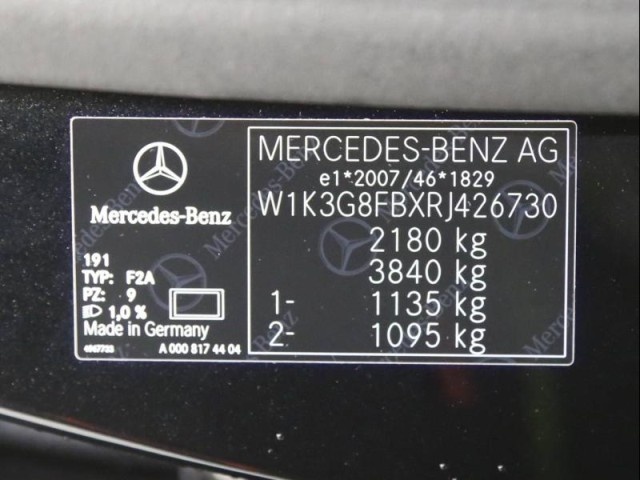 Mercedes-Benz
191
TYP: F2A
PZ: 9
1,0 %
Made in Germany
4967733 A 000 817 44 04
MERCEDES-BENZ AG
e1*2007/46*1829
W1K3G8FBXRJ426730
2180 kg
3840 kg
1- 1135 kg
2- 1095 kg